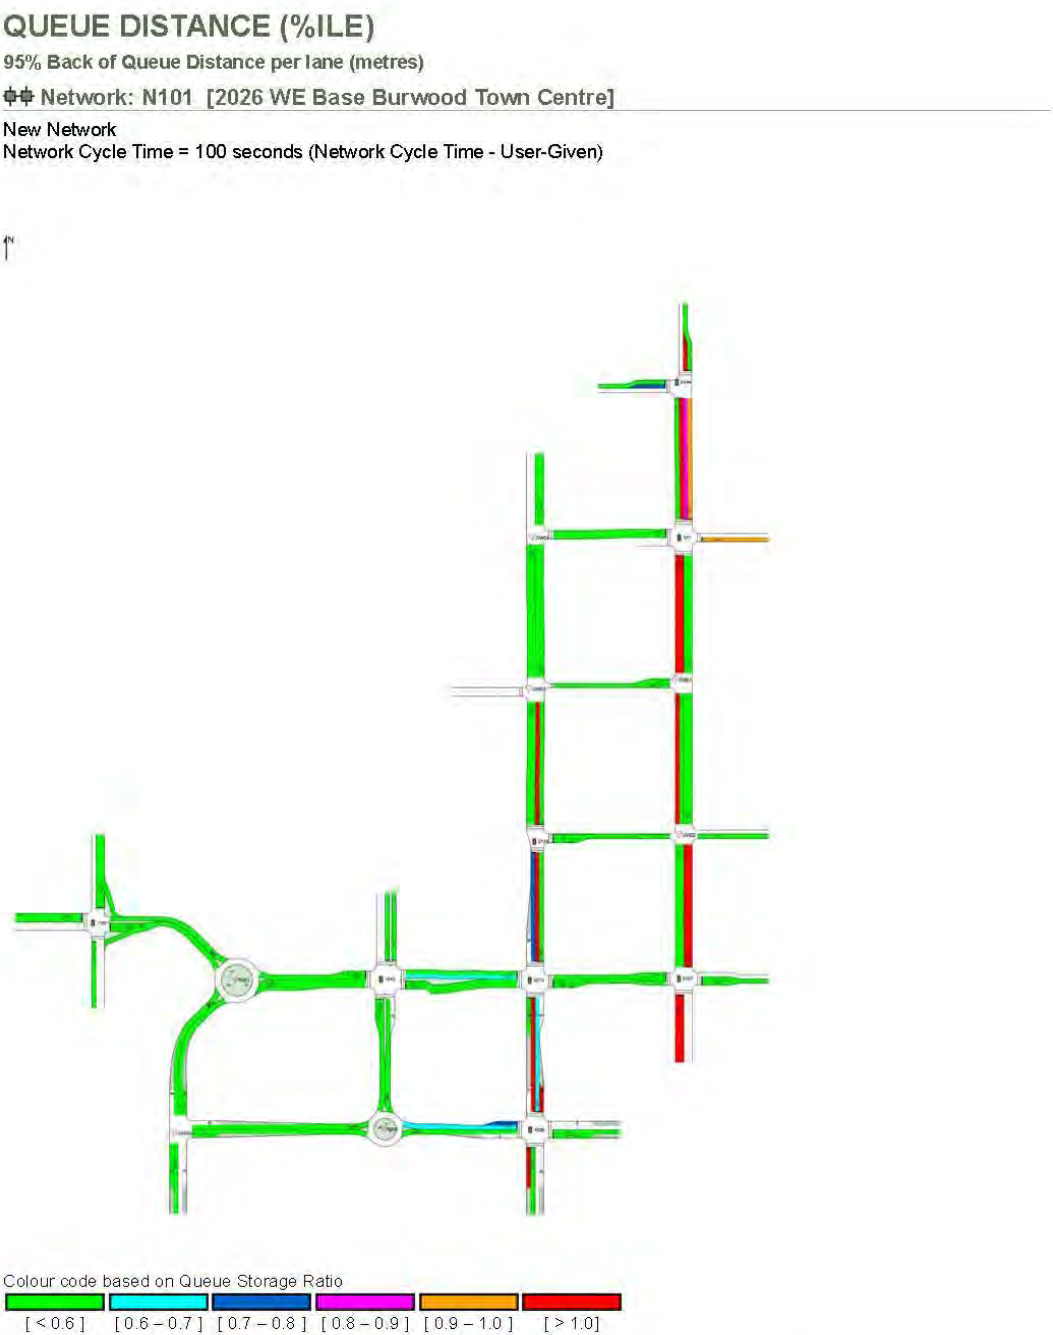 QUEUE DISTANCE (%ILE)
95% Back of Queue Distance per lane (metres)
Network: N101 [2026 WE Base Burwood Town Centre]
New Network
Network Cycle Time = 100 seconds (Network Cycle Time - User-Given)
N
Colour code based on Queue Storage Ratio
[ < 0.6 ] [ 0.6 – 0.7 ] [ 0.7 – 0.8 ] [ 0.8 – 0.9 ] [ 0.9 – 1.0 ] [ > 1.0]